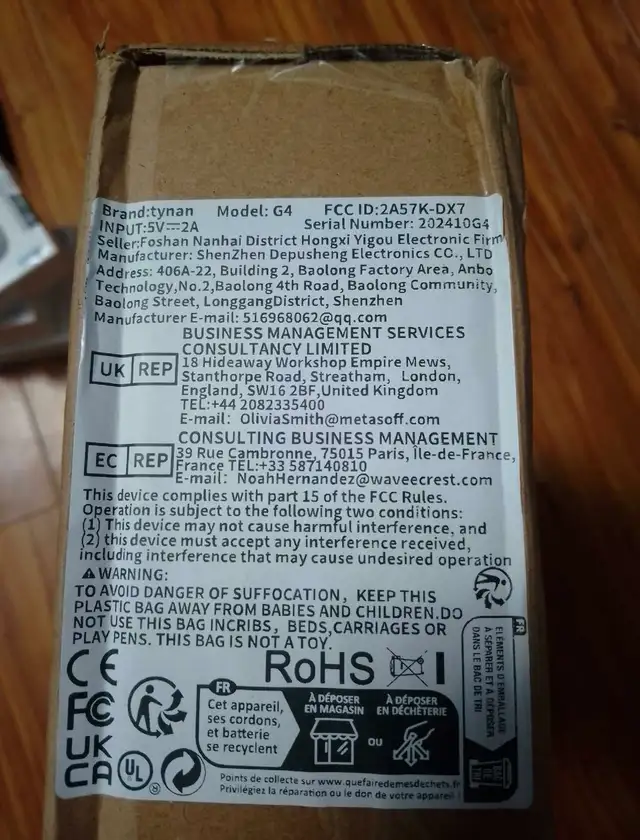 Brand:tynan Model: G4 FCC ID:2A57K-DX7
INPUT:5V⎓2A Serial Number: 202410G4
Seller:Foshan Nanhai District Hongxi Yigou Electronic Firm
Manufacturer: ShenZhen Depusheng Electronics CO., LTD
Address: 406A-22, Building 2, Baolong Factory Area, Anbo
Technology,No.2,Baolong 4th Road, Baolong Community,
Baolong Street, LonggangDistrict, Shenzhen
Manufacturer E-mail: 516968062@qq.com
BUSINESS MANAGEMENT SERVICES
CONSULTANCY LIMITED
UK REP
18 Hideaway Workshop Empire Mews,
Stanthorpe Road, Streatham, London,
England, SW16 2BF,United Kingdom
TEL:+44 2082335400
E-mail: OliviaSmith@metasoff.com
CONSULTING BUSINESS MANAGEMENT
EC REP
39 Rue Cambronne, 75015 Paris, Île-de-France,
France TEL:+33 587140810
E-mail: NoahHernandez@waveecrest.com
This device complies with part 15 of the FCC Rules.
Operation is subject to the following two conditions:
(1) This device may not cause harmful interference, and
(2) this device must accept any interference received,
including interference that may cause undesired operation
WARNING:
TO AVOID DANGER OF SUFFOCATION, KEEP THIS
PLASTIC BAG AWAY FROM BABIES AND CHILDREN.DO
NOT USE THIS BAG INCRIBS, BEDS,CARRIAGES OR
PLAY PENS. THIS BAG IS NOT A TOY.
CE
RoHS
FC
UK
CA
UL
FR
Cet appareil,
ses cordons,
et batterie
se recyclent
À DÉPOSER
EN MAGASIN
OU
À DÉPOSER
EN DÉCHÈTERIE
Points de collecte sur www.quefairedemesdechets.fr
Privilégiez la réparation ou le don de votre appareil !
FR
ÉLÉMENTS D'EMBALLAGE
À SÉPARER ET À DÉPOSER
DANS LE BAC DE TRI
BAC
DE
TRI